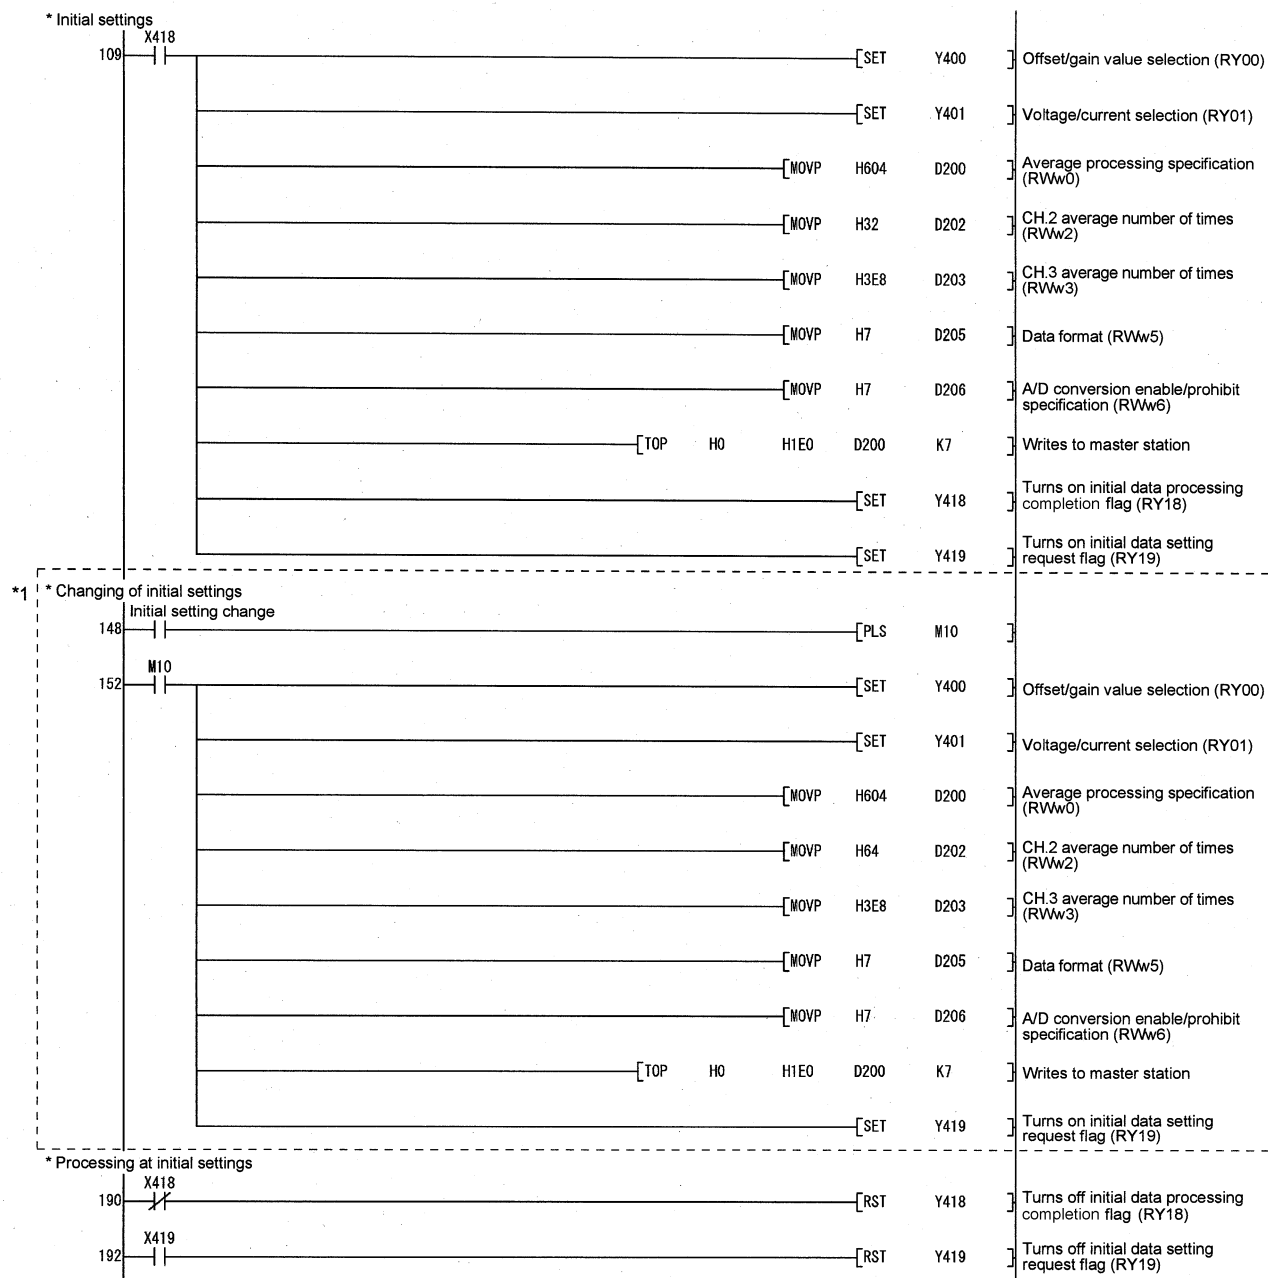 * Initial settings
X418
109 [SET Y400 ] Offset/gain value selection (RY00)
[SET Y401 ] Voltage/current selection (RY01)
[MOVP H604 D200 ] Average processing specification
(RWw0)
[MOVP H32 D202 ] CH.2 average number of times
(RWw2)
[MOVP H3E8 D203 ] CH.3 average number of times
(RWw3)
[MOVP H7 D205 ] Data format (RWw5)
[MOVP H7 D206 ] A/D conversion enable/prohibit
specification (RWw6)
[TOP H0 H1E0 D200 K7 ] Writes to master station
[SET Y418 ] Turns on initial data processing
completion flag (RY18)
[SET Y419 ] Turns on initial data setting
request flag (RY19)
*1 * Changing of initial settings
Initial setting change
148 [PLS M10 ]
M10
152 [SET Y400 ] Offset/gain value selection (RY00)
[SET Y401 ] Voltage/current selection (RY01)
[MOVP H604 D200 ] Average processing specification
(RWw0)
[MOVP H64 D202 ] CH.2 average number of times
(RWw2)
[MOVP H3E8 D203 ] CH.3 average number of times
(RWw3)
[MOVP H7 D205 ] Data format (RWw5)
[MOVP H7 D206 ] A/D conversion enable/prohibit
specification (RWw6)
[TOP H0 H1E0 D200 K7 ] Writes to master station
[SET Y419 ] Turns on initial data setting
request flag (RY19)
* Processing at initial settings
X418
190 [RST Y418 ] Turns off initial data processing
completion flag (RY18)
X419
192 [RST Y419 ] Turns off initial data setting
request flag (RY19)